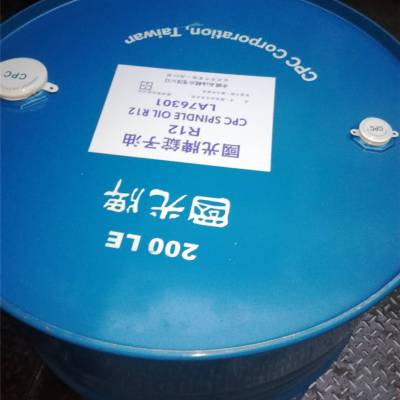 200 LE
國光牌
國光牌錠子油
R12
CPC SPINDLE OIL R12
LA76301
CPC Corporation, Taiwan
CPC
CPC